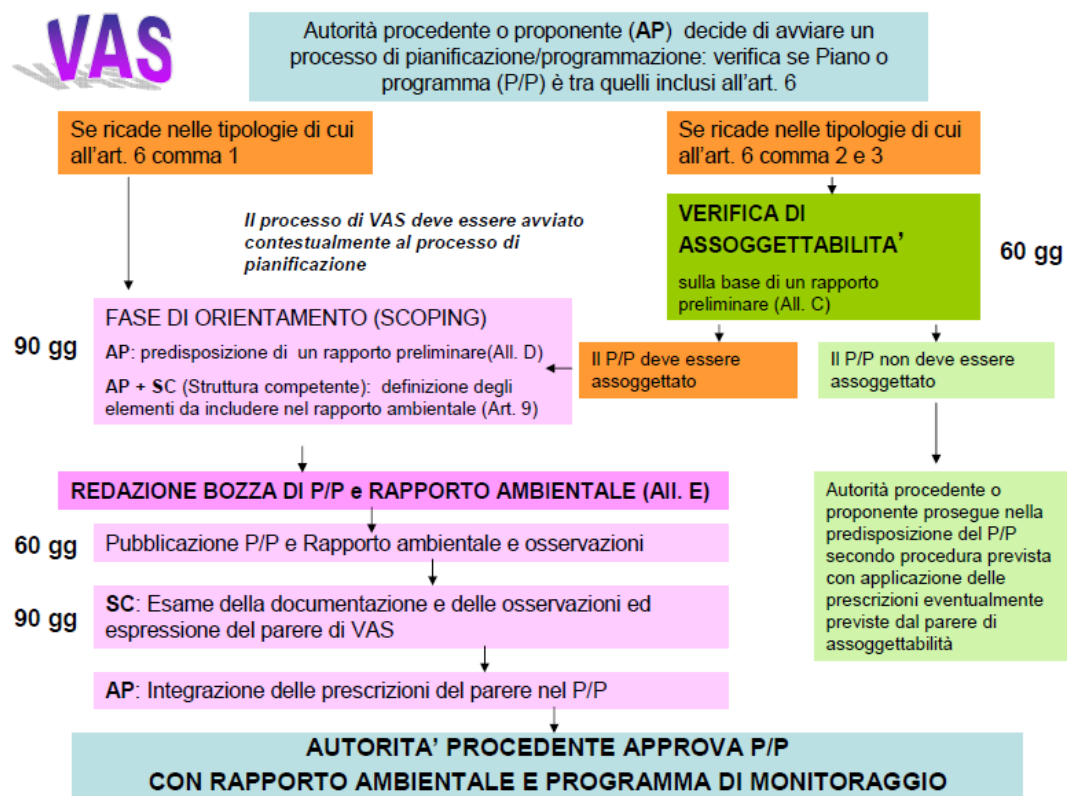 VAS
Autorità procedente o proponente (AP) decide di avviare un
processo di pianificazione/programmazione: verifica se Piano o
programma (P/P) è tra quelli inclusi all'art. 6
Se ricade nelle tipologie di cui
all'art. 6 comma 1
Se ricade nelle tipologie di cui
all'art. 6 comma 2 e 3
Il processo di VAS deve essere avviato
contestualmente al processo di
pianificazione
VERIFICA DI
ASSOGGETTABILITA'
sulla base di un rapporto
preliminare (All. C)
60 gg
90 gg
FASE DI ORIENTAMENTO (SCOPING)
AP: predisposizione di un rapporto preliminare(All. D)
AP + SC (Struttura competente): definizione degli
elementi da includere nel rapporto ambientale (Art. 9)
Il P/P deve essere
assoggettato
Il P/P non deve essere
assoggettato
REDAZIONE BOZZA DI P/P e RAPPORTO AMBIENTALE (All. E)
60 gg
Pubblicazione P/P e Rapporto ambientale e osservazioni
90 gg
SC: Esame della documentazione e delle osservazioni ed
espressione del parere di VAS
AP: Integrazione delle prescrizioni del parere nel P/P
Autorità procedente o
proponente prosegue nella
predisposizione del P/P
secondo procedura prevista
con applicazione delle
prescrizioni eventualmente
previste dal parere di
assoggettabilità
AUTORITA' PROCEDENTE APPROVA P/P
CON RAPPORTO AMBIENTALE E PROGRAMMA DI MONITORAGGIO